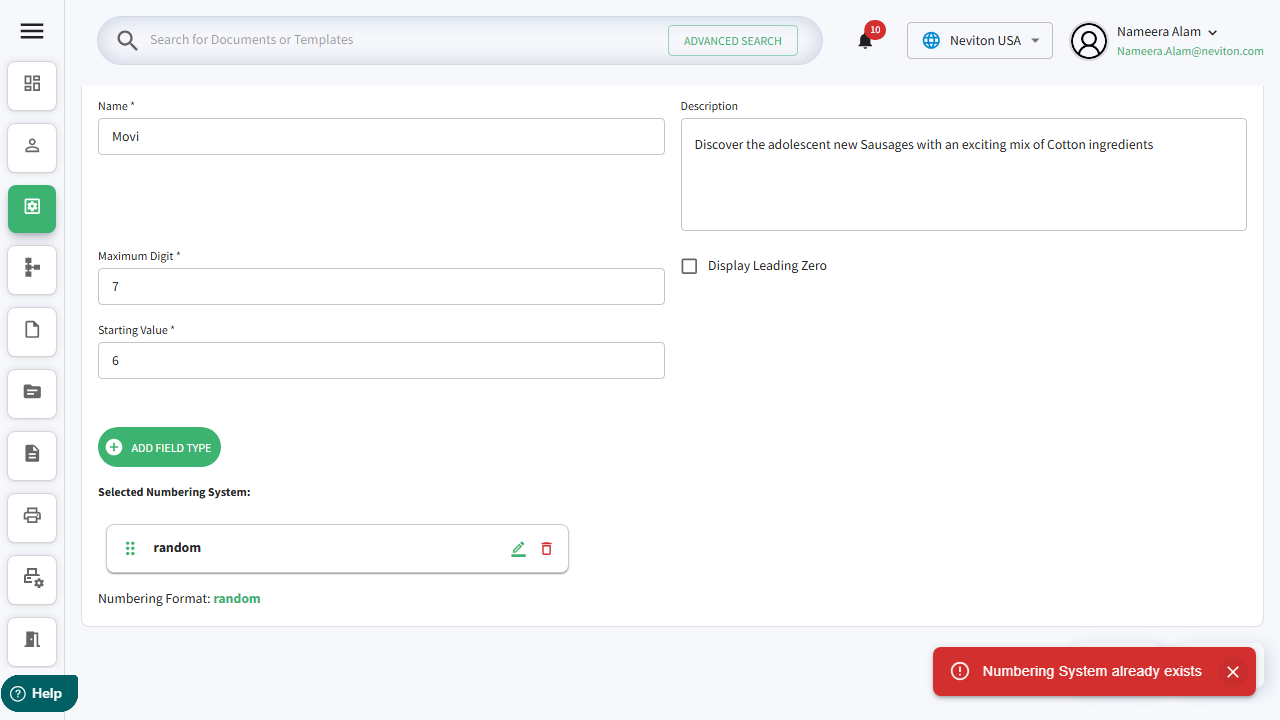 Search for Documents or Templates
ADVANCED SEARCH
10
Neviton USA
Nameera Alam
Nameera.Alam@neviton.com
Name *
Movi
Description
Discover the adolescent new Sausages with an exciting mix of Cotton ingredients
Maximum Digit *
7
Display Leading Zero
Starting Value *
6
ADD FIELD TYPE
Selected Numbering System:
random
Numbering Format: random
Numbering System already exists
Help